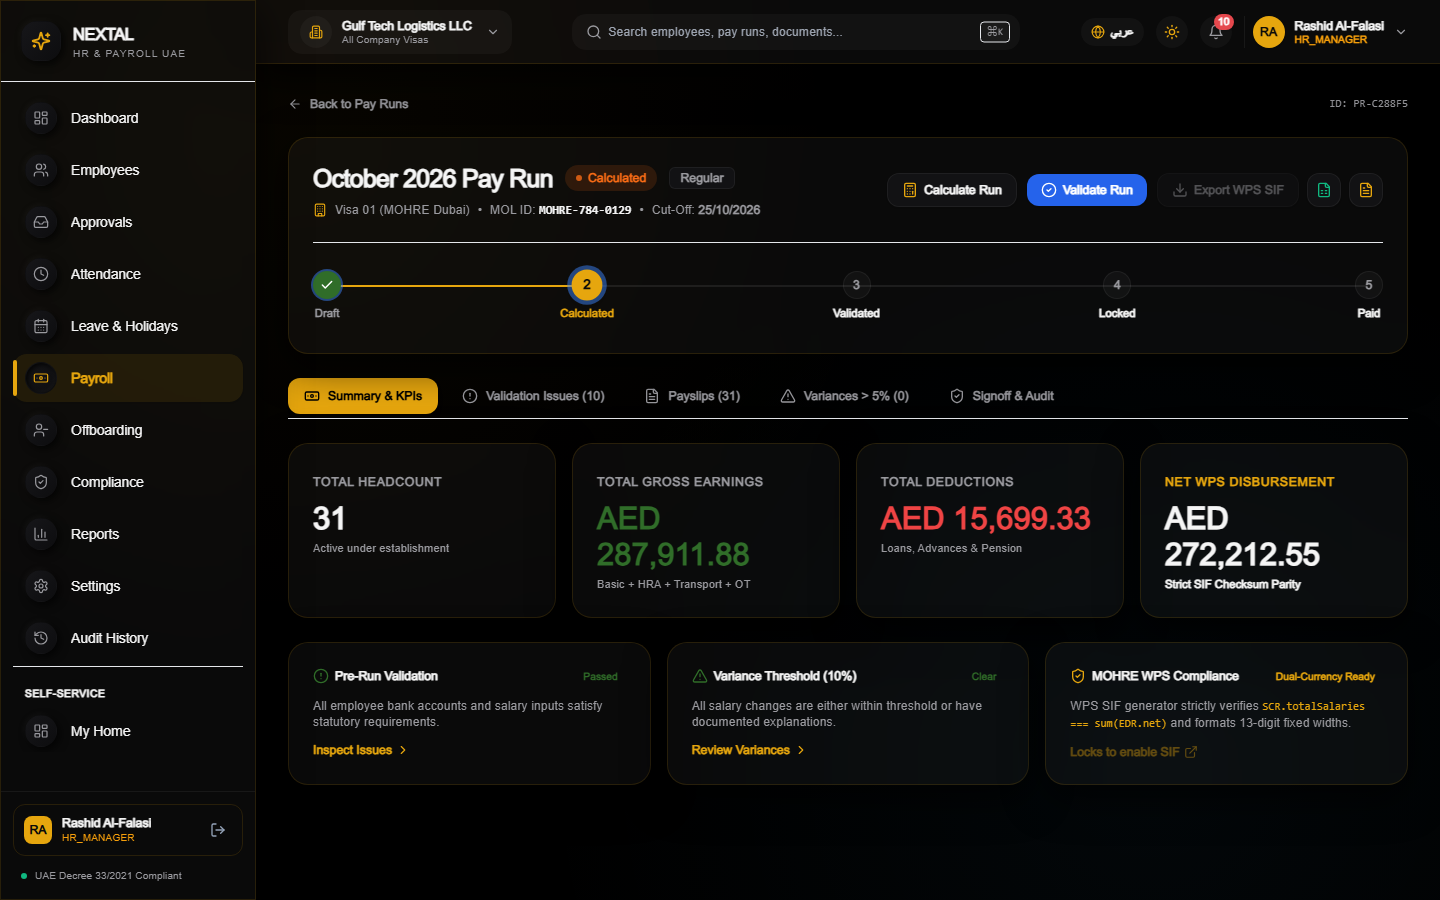 NEXTAL
HR & PAYROLL UAE
Gulf Tech Logistics LLC
All Company Visas
Search employees, pay runs, documents...
⌘K
عربي
10
RA
Rashid Al-Falasi
HR_MANAGER
Dashboard
Employees
Approvals
Attendance
Leave & Holidays
Payroll
Offboarding
Compliance
Reports
Settings
Audit History
SELF-SERVICE
My Home
RA
Rashid Al-Falasi
HR_MANAGER
UAE Decree 33/2021 Compliant
Back to Pay Runs
ID: PR-C288F5
October 2026 Pay Run
• Calculated
Regular
Visa 01 (MOHRE Dubai) • MOL ID: MOHRE-784-0129 • Cut-Off: 25/10/2026
Calculate Run
Validate Run
Export WPS SIF
2
3
4
5
Draft
Calculated
Validated
Locked
Paid
Summary & KPIs
Validation Issues (10)
Payslips (31)
Variances > 5% (0)
Signoff & Audit
TOTAL HEADCOUNT
31
Active under establishment
TOTAL GROSS EARNINGS
AED
287,911.88
Basic + HRA + Transport + OT
TOTAL DEDUCTIONS
AED 15,699.33
Loans, Advances & Pension
NET WPS DISBURSEMENT
AED
272,212.55
Strict SIF Checksum Parity
Pre-Run Validation
Passed
All employee bank accounts and salary inputs satisfy
statutory requirements.
Inspect Issues
Variance Threshold (10%)
Clear
All salary changes are either within threshold or have
documented explanations.
Review Variances
MOHRE WPS Compliance
Dual-Currency Ready
WPS SIF generator strictly verifies SCR.totalSalaries
=== sum(EDR.net) and formats 13-digit fixed widths.
Locks to enable SIF